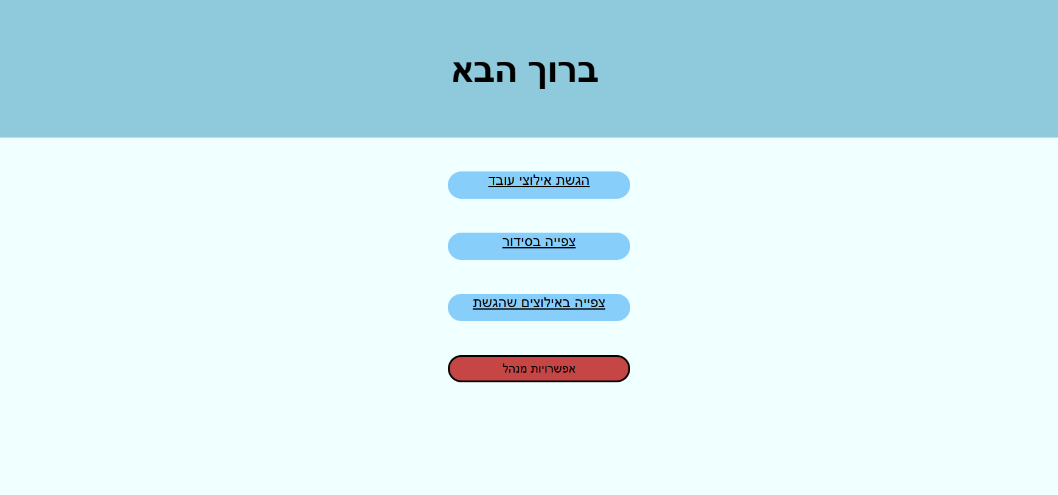 ברוך הבא
הגשת אילוצי עובד
צפייה בסידור
צפייה באילוצים שהגשת
אפשרויות מנהל